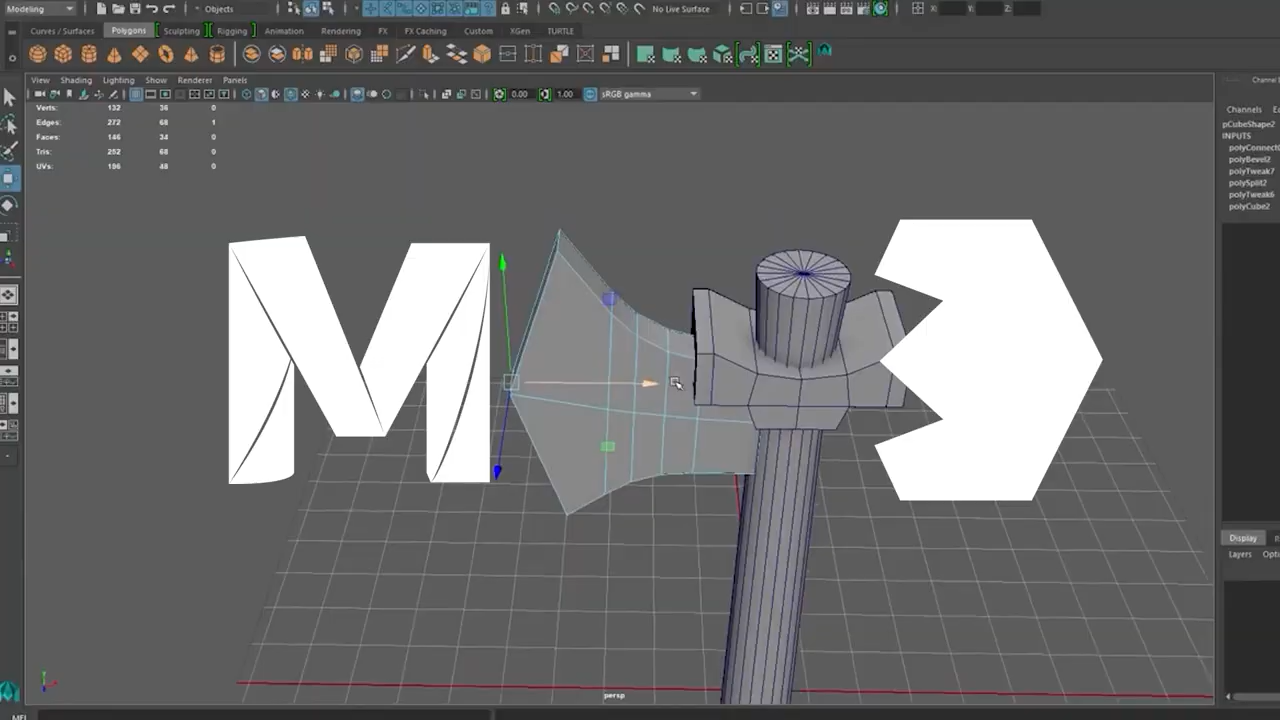 Modeling
Objects
No Live Surface
X:
Y:
Z:
Curves / Surfaces
Polygons
Sculpting
Rigging
Animation
Rendering
FX
FX Caching
Custom
XGen
TURTLE
View
Shading
Lighting
Show
Renderer
Panels
0.00
1.00
sRGB gamma
Verts: 132 36 0
Edges: 272 68 1
Faces: 146 34 0
Tris: 252 68 0
UVs: 196 48 0
M
persp
MEL
Channel
Channels
pCubeShape2
INPUTS
polyBevel2
polyTweak7
polySplit2
polyTweak6
polyCube2
Display
Layers